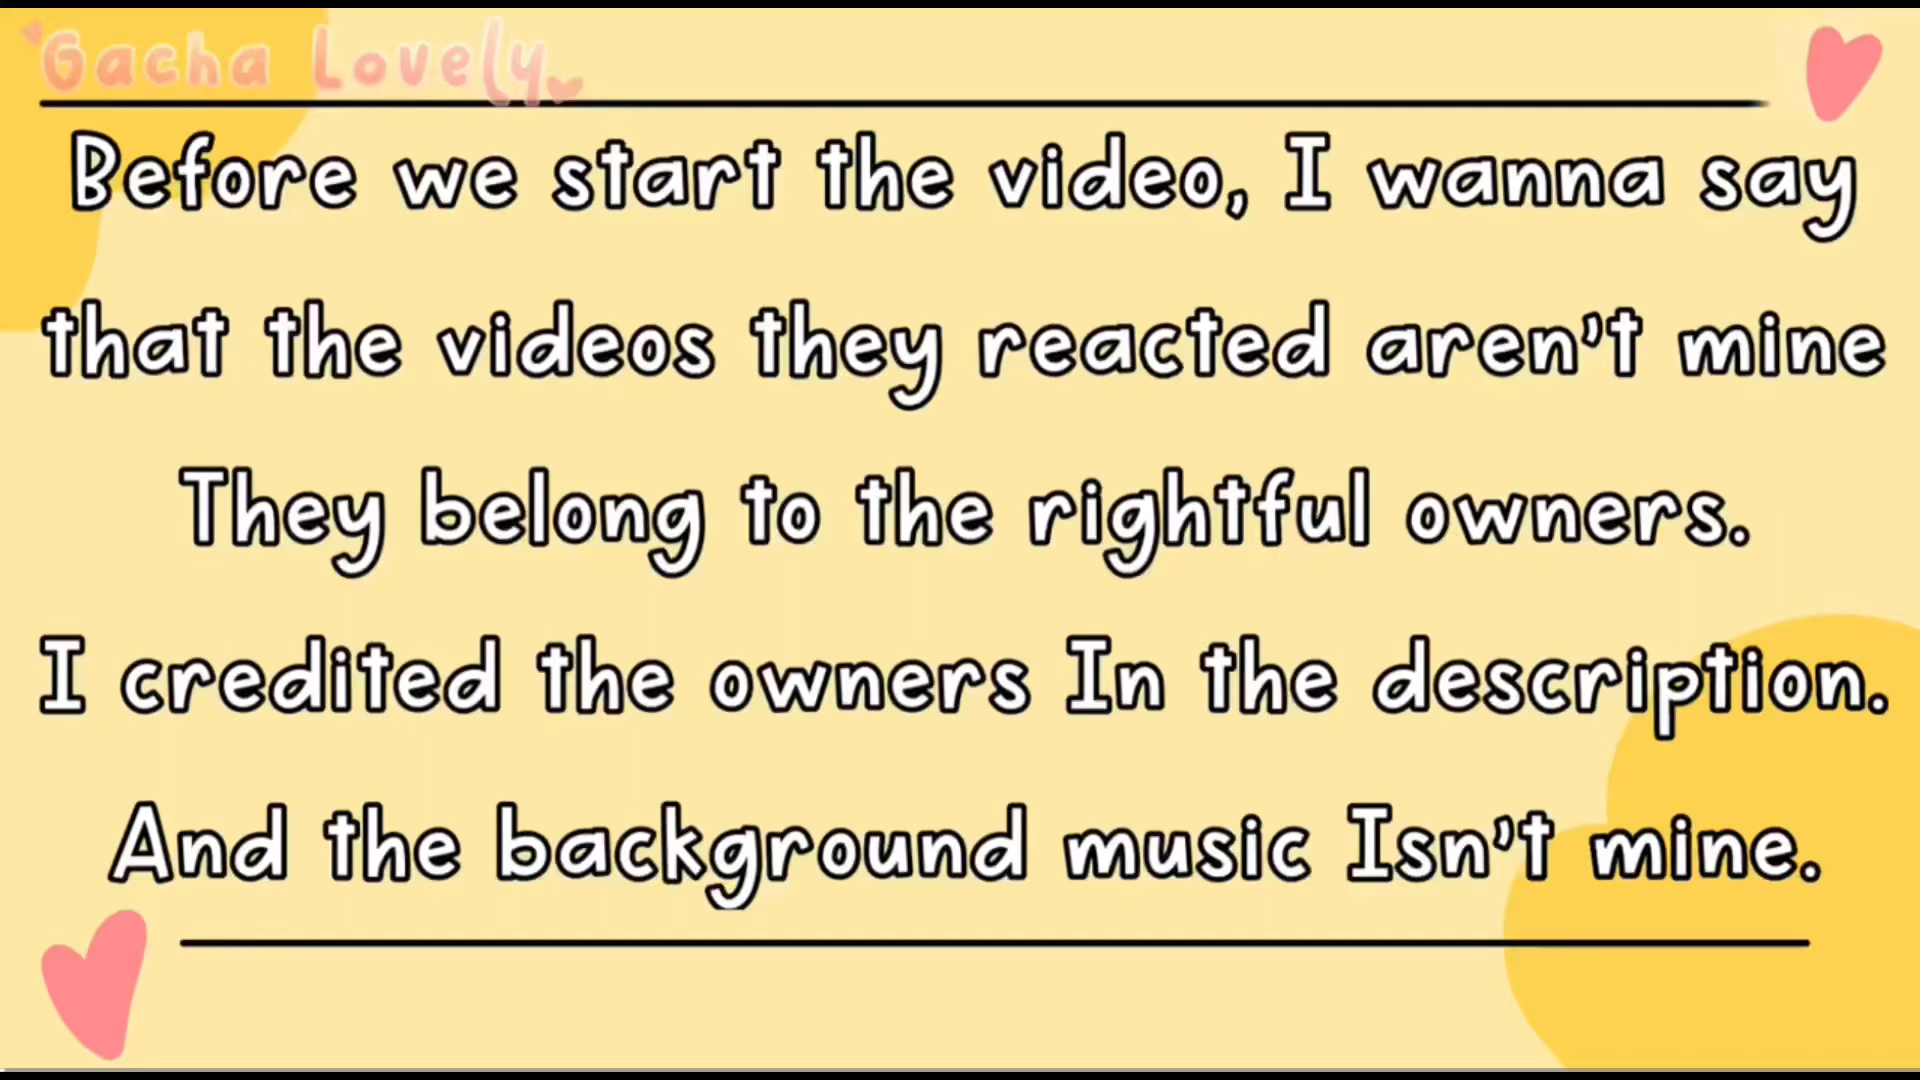 Gacha Lovely
Before we start the video, I wanna say
that the videos they reacted aren't mine
They belong to the rightful owners.
I credited the owners In the description.
And the background music Isn't mine.